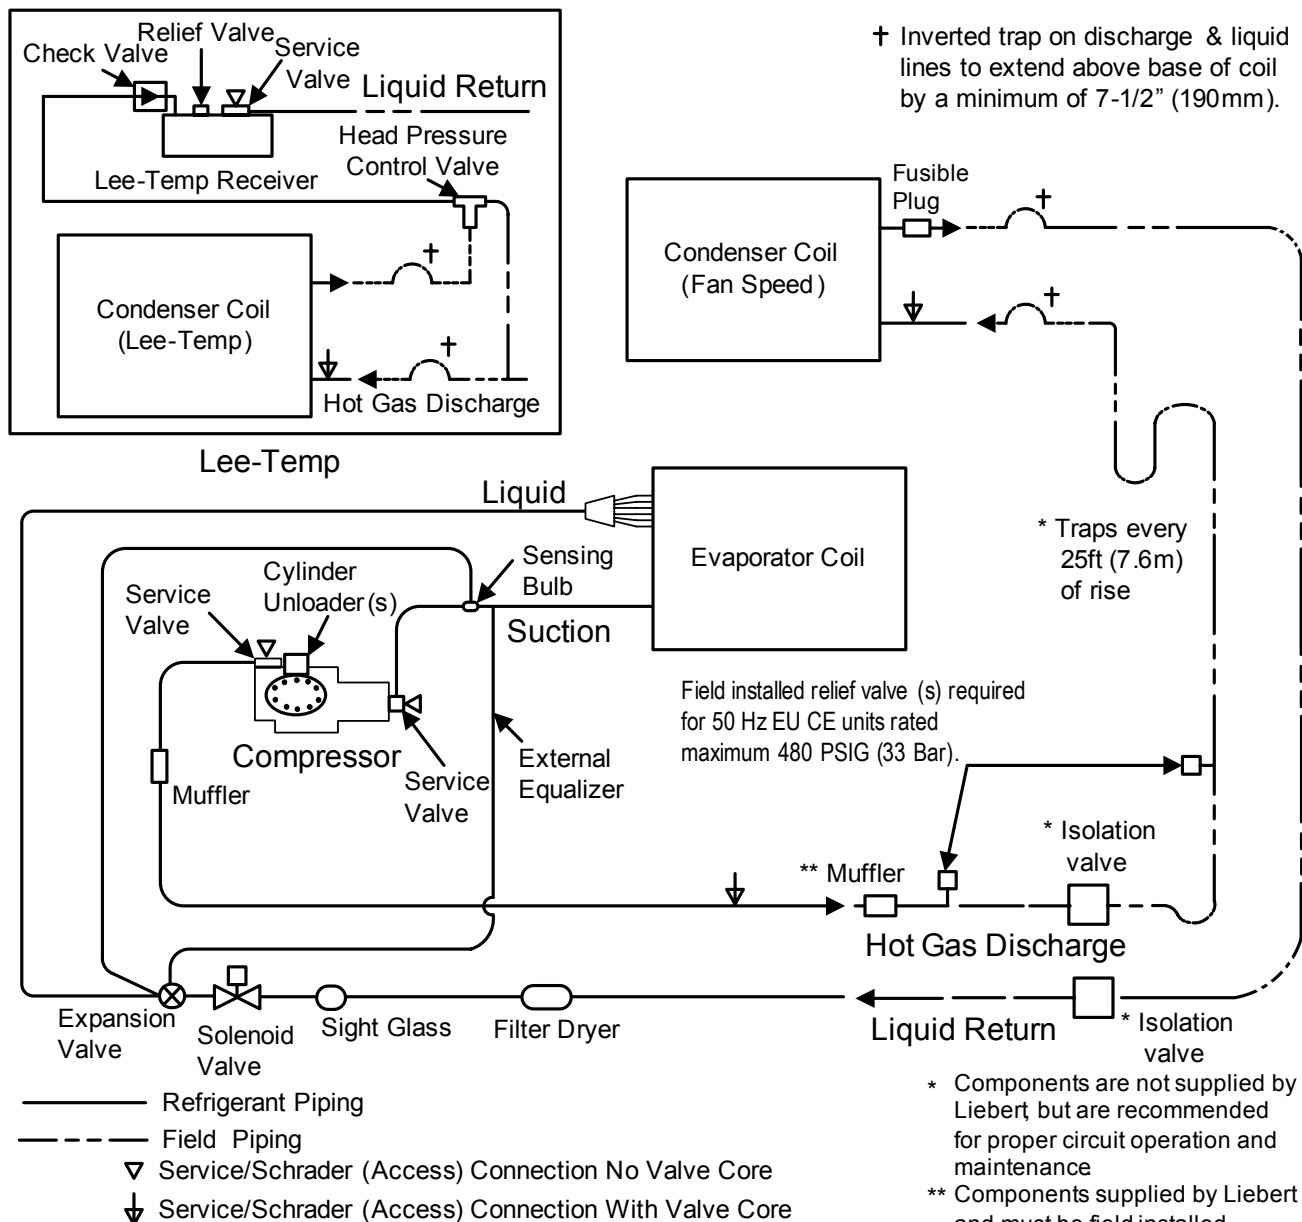 Relief Valve
Check Valve
Service
Valve
Liquid Return
Head Pressure
Control Valve
Lee-Temp Receiver
†
Condenser Coil
(Lee-Temp)
†
Hot Gas Discharge
Lee-Temp
† Inverted trap on discharge & liquid
lines to extend above base of coil
by a minimum of 7-1/2” (190mm).
Fusible
Plug
†
Condenser Coil
(Fan Speed)
†
Liquid
Evaporator Coil
* Traps every
25ft (7.6m)
of rise
Sensing
Bulb
Cylinder
Unloader(s)
Service
Valve
Suction
Compressor
Service
Valve
External
Equalizer
Muffler
Field installed relief valve (s) required
for 50 Hz EU CE units rated
maximum 480 PSIG (33 Bar).
* Isolation
valve
** Muffler
Hot Gas Discharge
Expansion
Valve
Solenoid
Valve
Sight Glass
Filter Dryer
Liquid Return
* Isolation
valve
Refrigerant Piping
Field Piping
Service/Schrader (Access) Connection No Valve Core
Service/Schrader (Access) Connection With Valve Core
* Components are not supplied by
Liebert, but are recommended
for proper circuit operation and
maintenance
** Components supplied by Liebert
and must be field installed